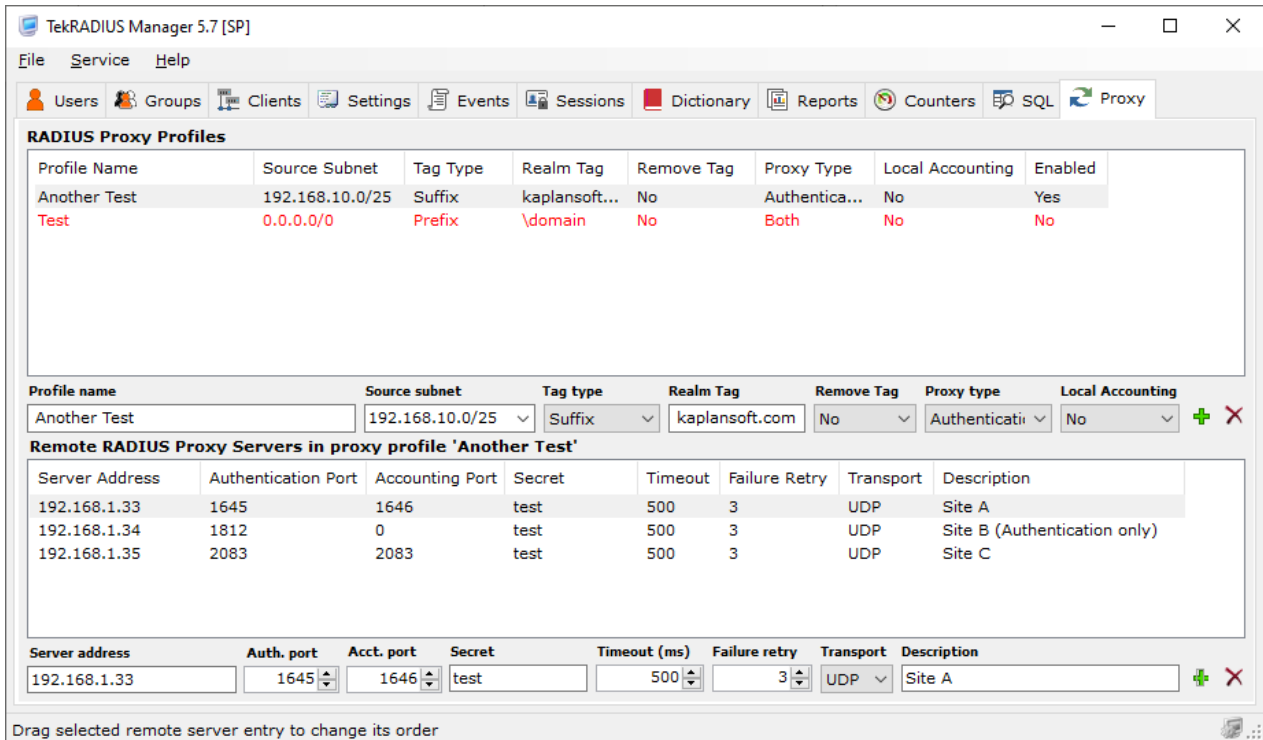 TekRADIUS Manager 5.7 [SP]
File Service Help
Users Groups Clients Settings Events Sessions Dictionary Reports Counters SQL Proxy
RADIUS Proxy Profiles
Profile Name Source Subnet Tag Type Realm Tag Remove Tag Proxy Type Local Accounting Enabled
Another Test 192.168.10.0/25 Suffix kaplansoft... No Authentica... No Yes
Test 0.0.0.0/0 Prefix \domain No Both No No
Profile name Source subnet Tag type Realm Tag Remove Tag Proxy type Local Accounting
Another Test 192.168.10.0/25 Suffix kaplansoft.com No Authenticati No
Remote RADIUS Proxy Servers in proxy profile 'Another Test'
Server Address Authentication Port Accounting Port Secret Timeout Failure Retry Transport Description
192.168.1.33 1645 1646 test 500 3 UDP Site A
192.168.1.34 1812 0 test 500 3 UDP Site B (Authentication only)
192.168.1.35 2083 2083 test 500 3 UDP Site C
Server address Auth. port Acct. port Secret Timeout (ms) Failure retry Transport Description
192.168.1.33 1645 1646 test 500 3 UDP Site A
Drag selected remote server entry to change its order